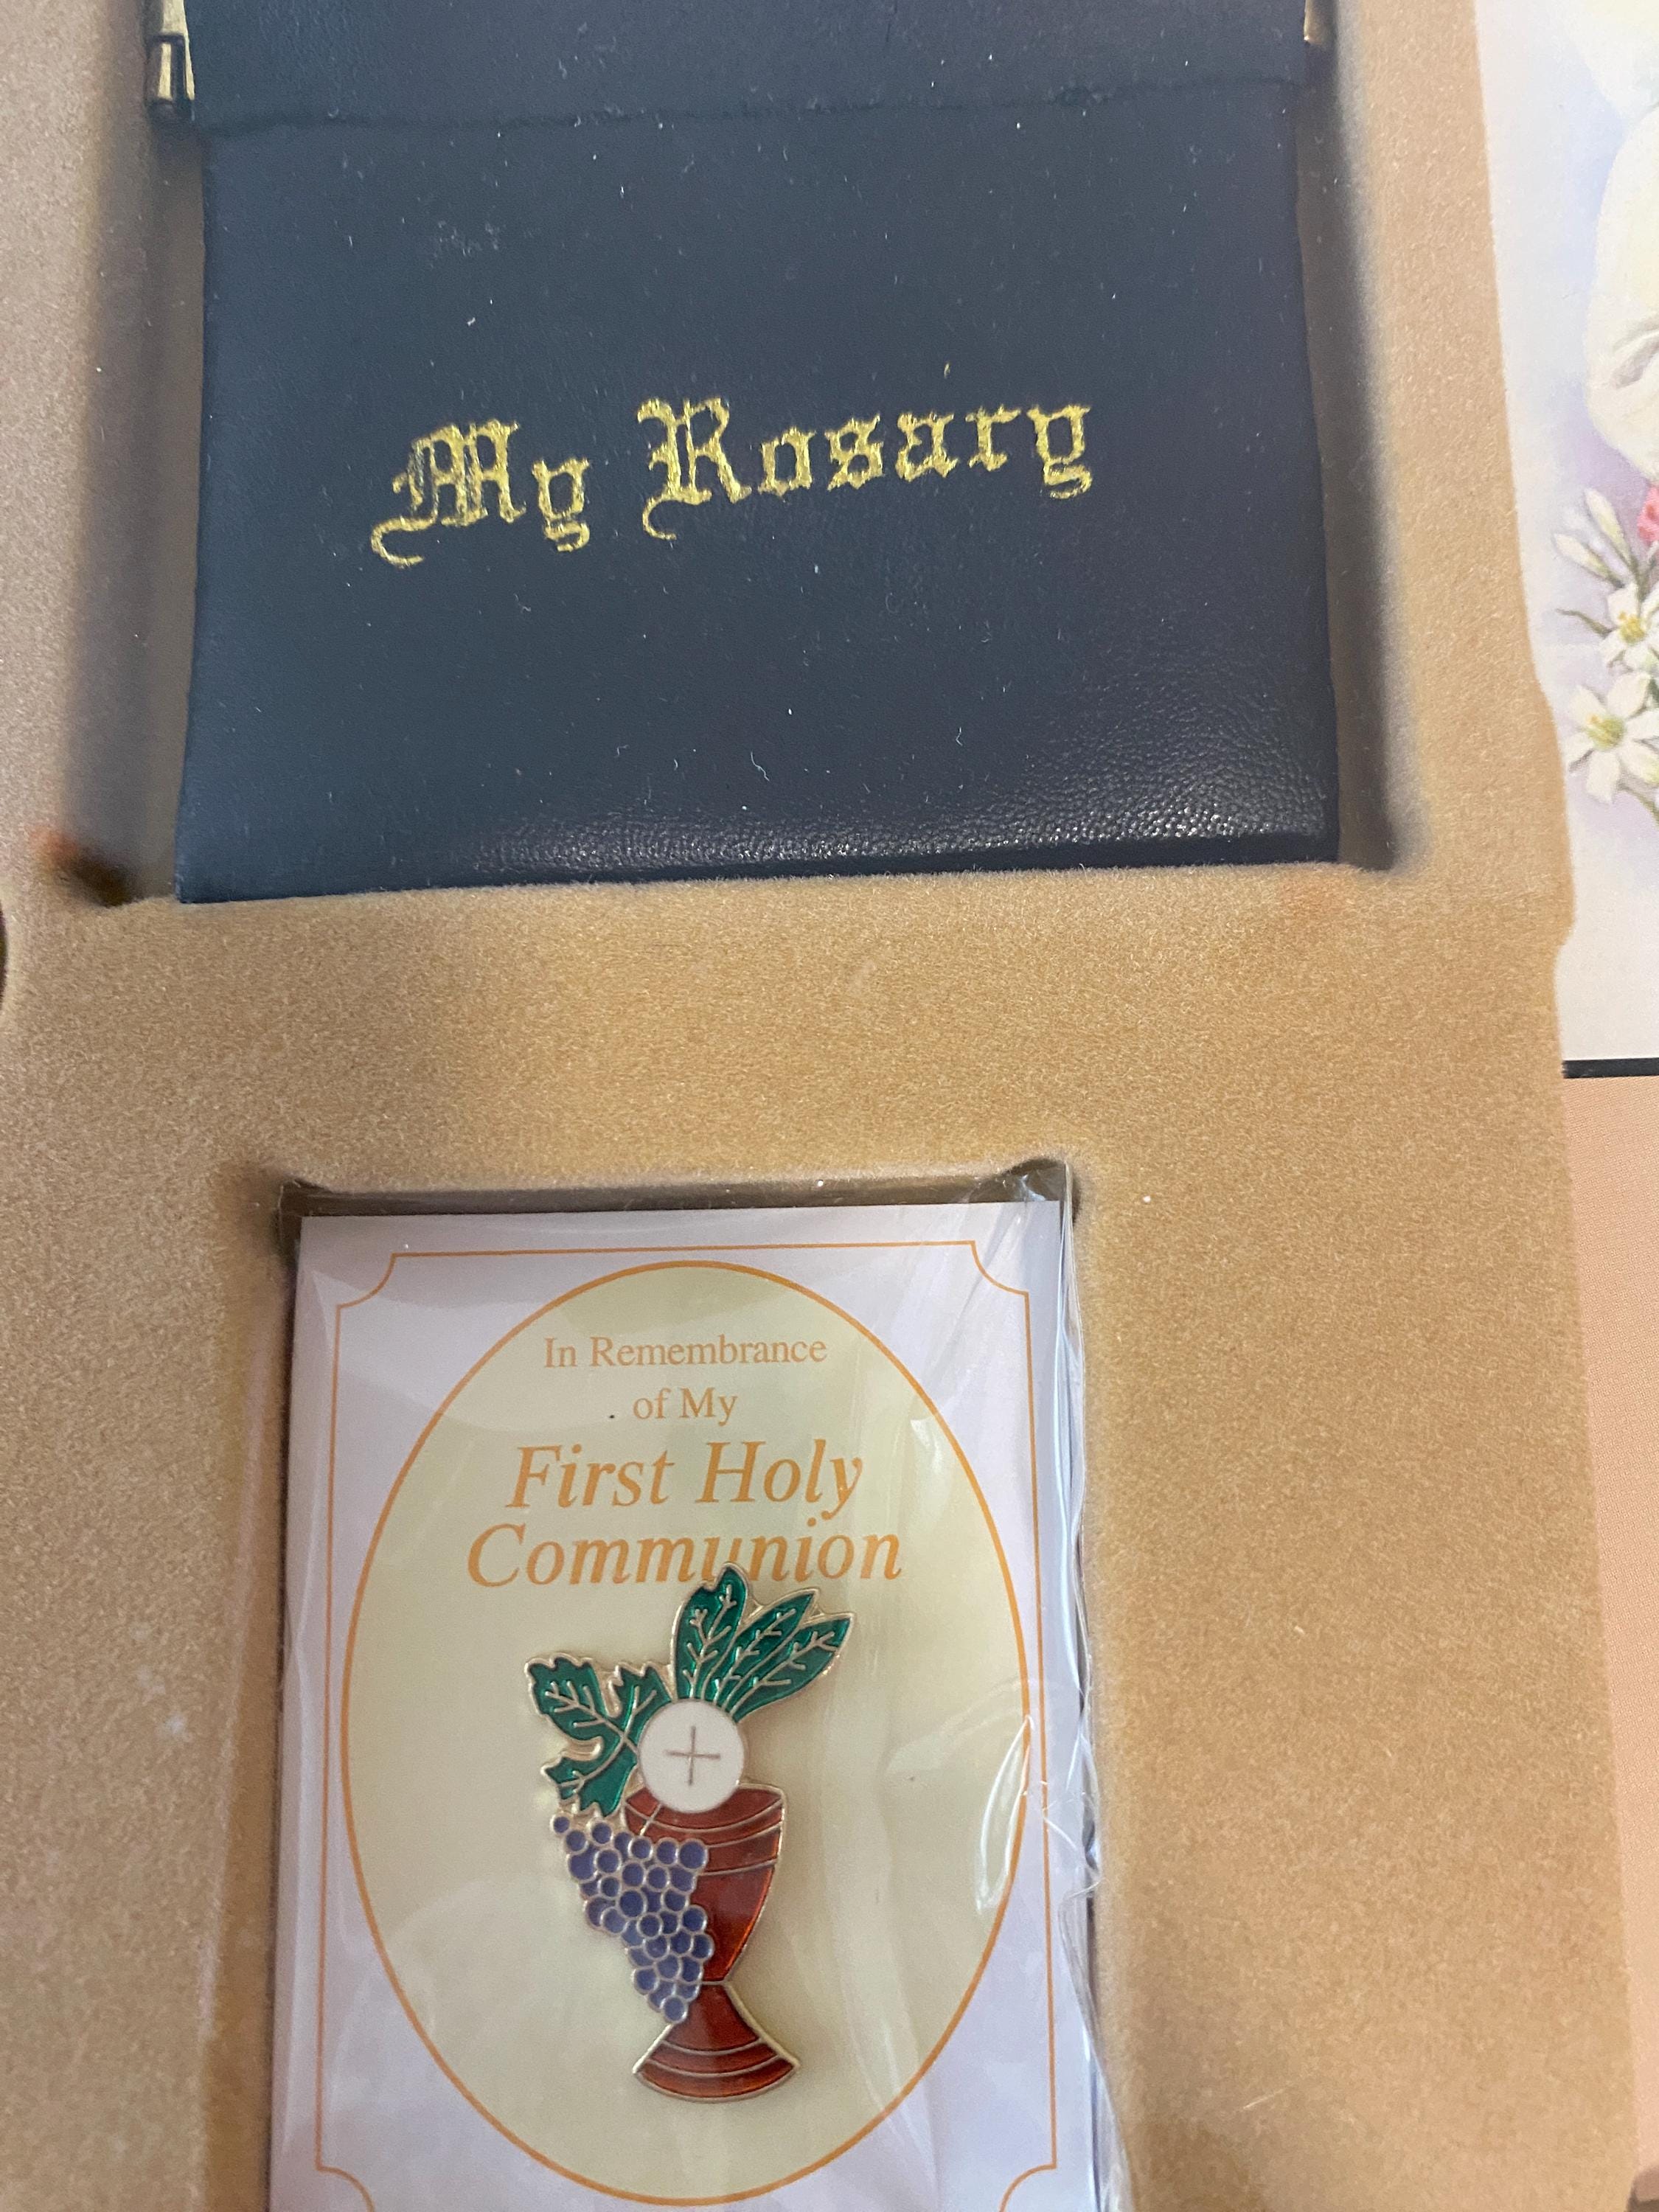 My Rosary
In Remembrance
of My
First Holy
Communion